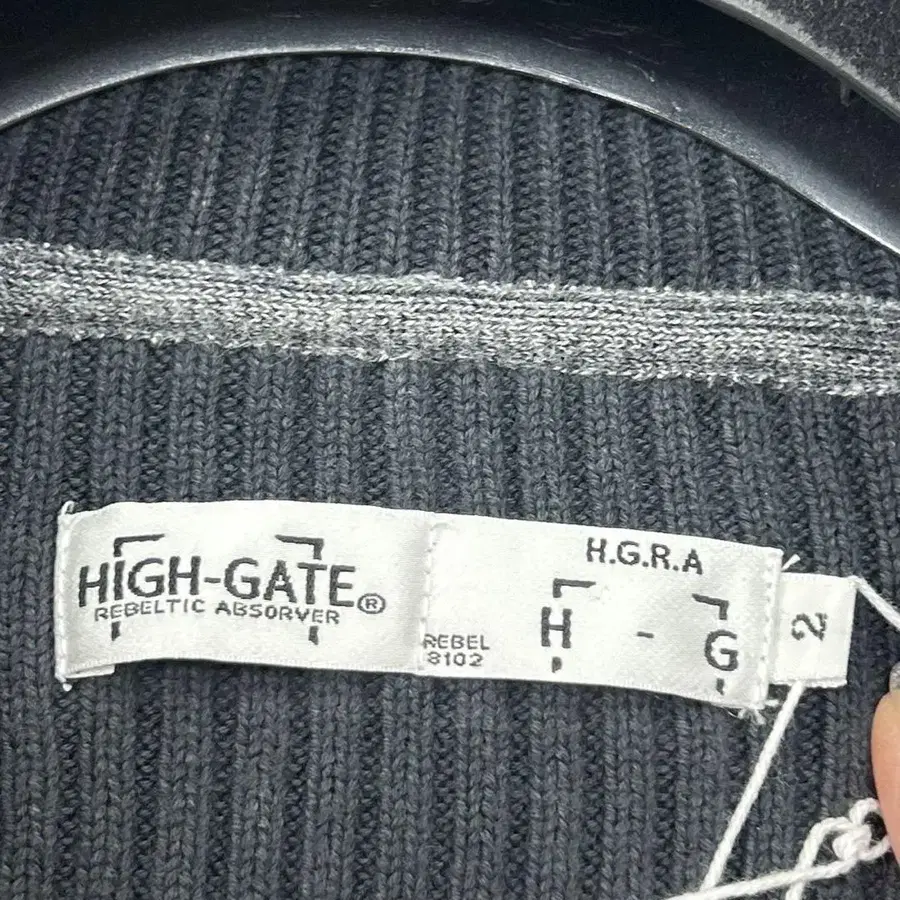 HIGH-GATE®
REBELTIC ABSORVER
H.G.R.A
H - G
REBEL
8102
2